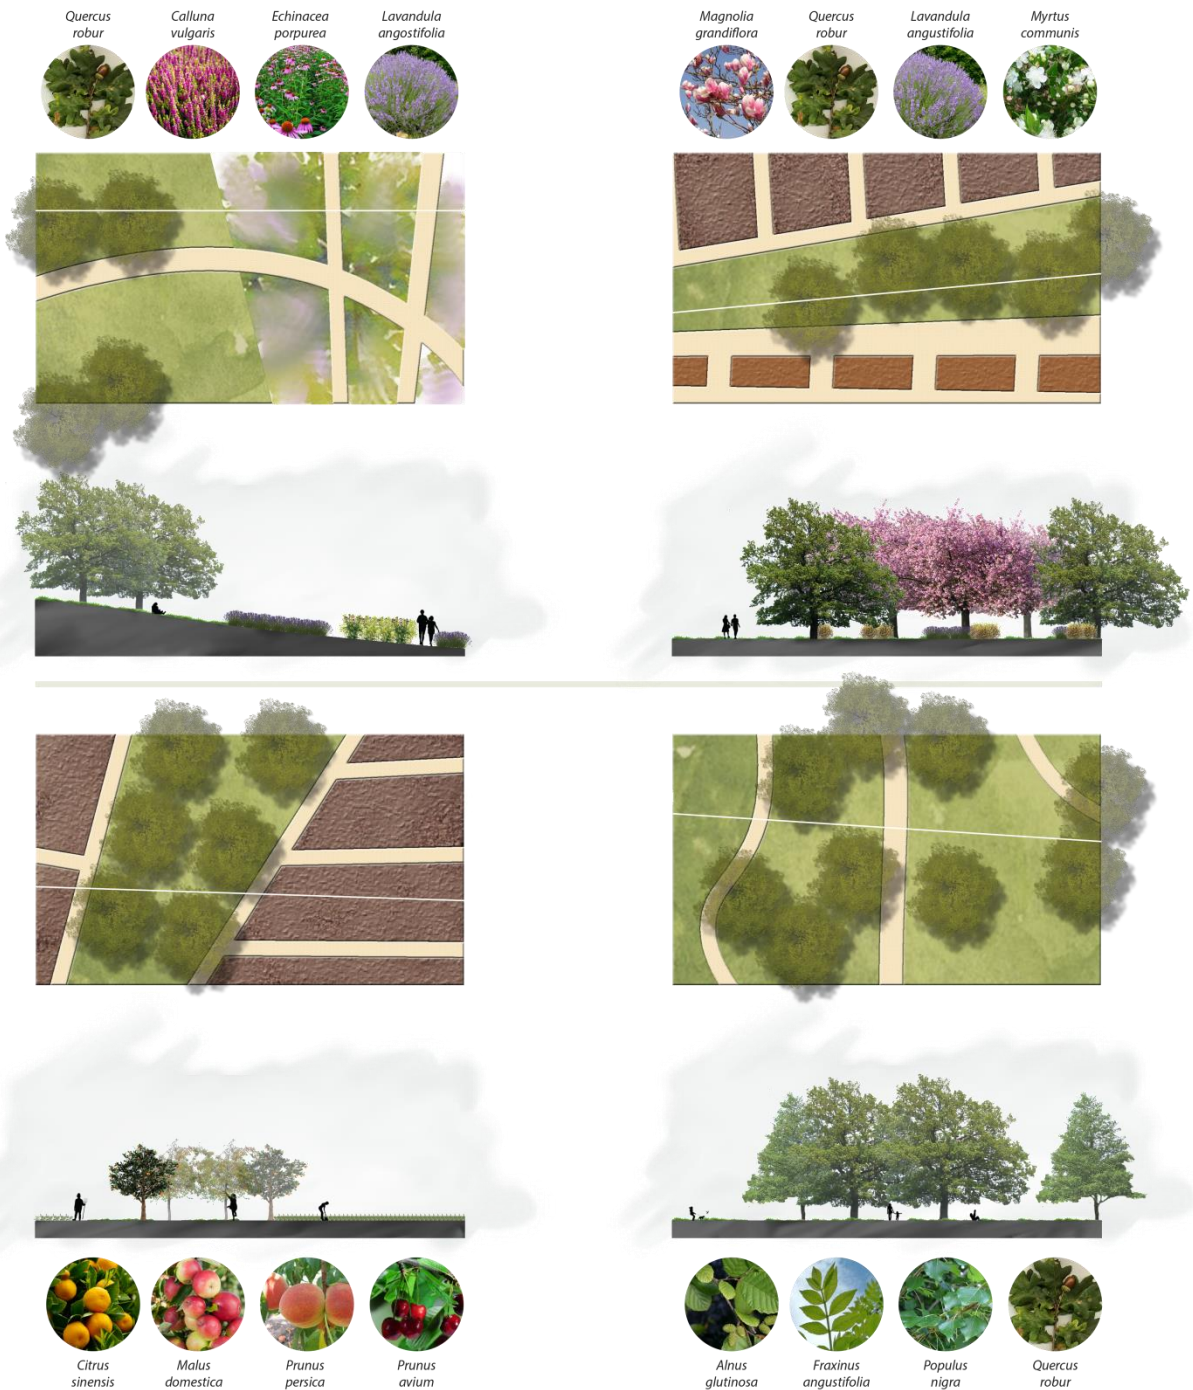 Quercus
robur
Calluna
vulgaris
Echinacea
porpurea
Lavandula
angostifolia
Magnolia
grandiflora
Quercus
robur
Lavandula
angustifolia
Myrtus
communis
Citrus
sinensis
Malus
domestica
Prunus
persica
Prunus
avium
Alnus
glutinosa
Fraxinus
angustifolia
Populus
nigra
Quercus
robur